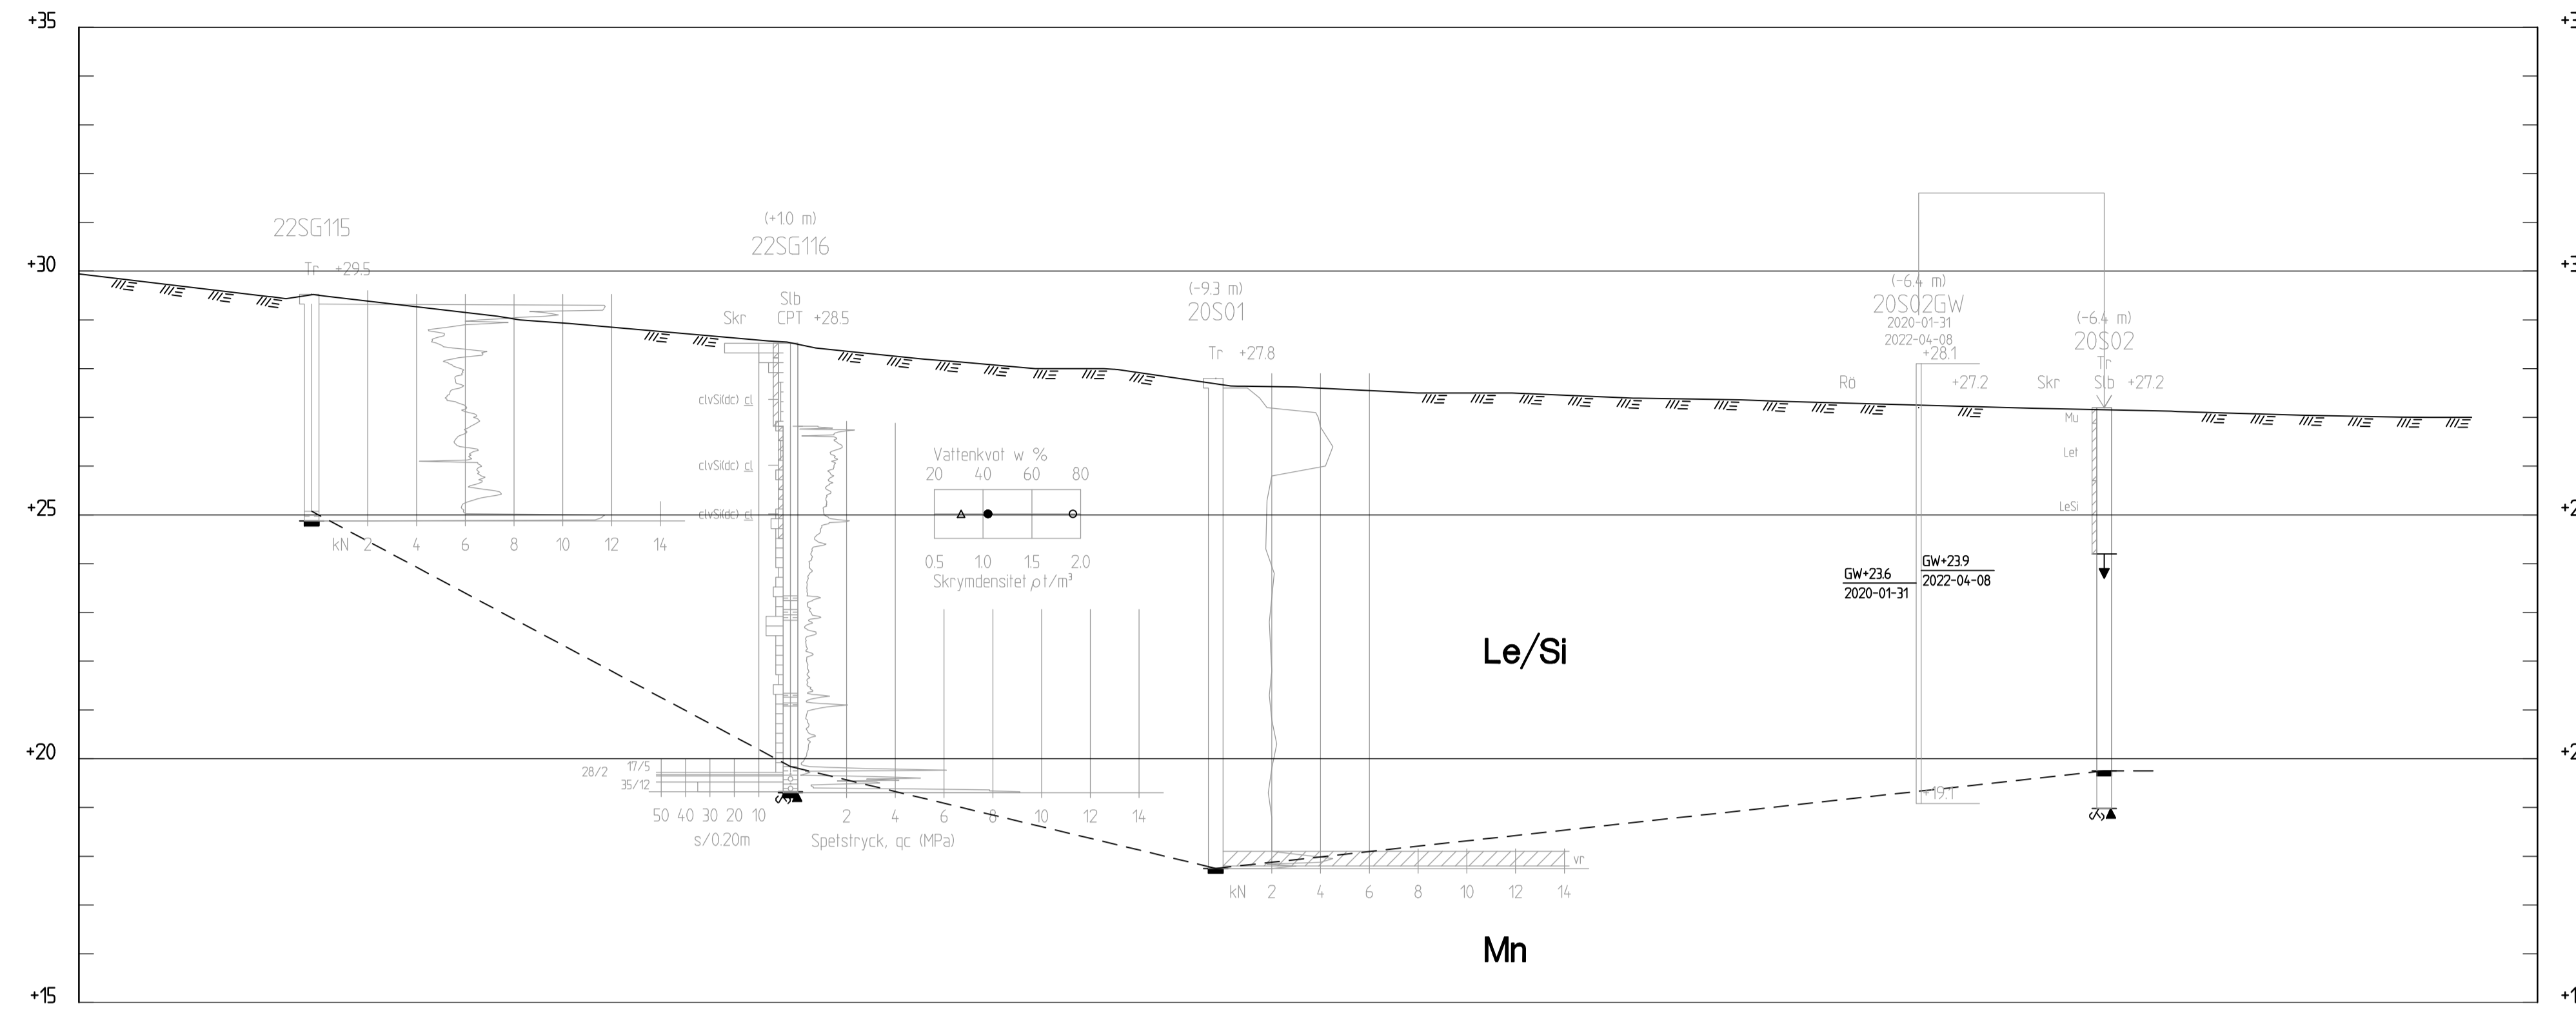 +35
+30
+25
+20
+15
22SG115
Tr +29.5
kN 2 4 6 8 10 12 14
(+1.0 m)
22SG116
Slb
Skr CPT +28.5
clvSi(dc) cl
clvSi(dc) cl
clvSi(dc) cl
17/5
28/2
35/12
50 40 30 20 10
s/0.20m
2 4 6 8 10 12 14
Spetstryck, qc (MPa)
Vattenkvot w %
20 40 60 80
0.5 1.0 1.5 2.0
Skrymdensitet ρ t/m³
(-9.3 m)
20S01
Tr +27.8
vr
kN 2 4 6 8 10 12 14
Le/Si
Mn
(-6.4 m)
20S02GW
2020-01-31
2022-04-08
+28.1
Rö +27.2
GW+23.6
2020-01-31
GW+23.9
2022-04-08
+19.1
(-6.4 m)
20S02
Tr
Skr Slb +27.2
Mu
Let
LeSi